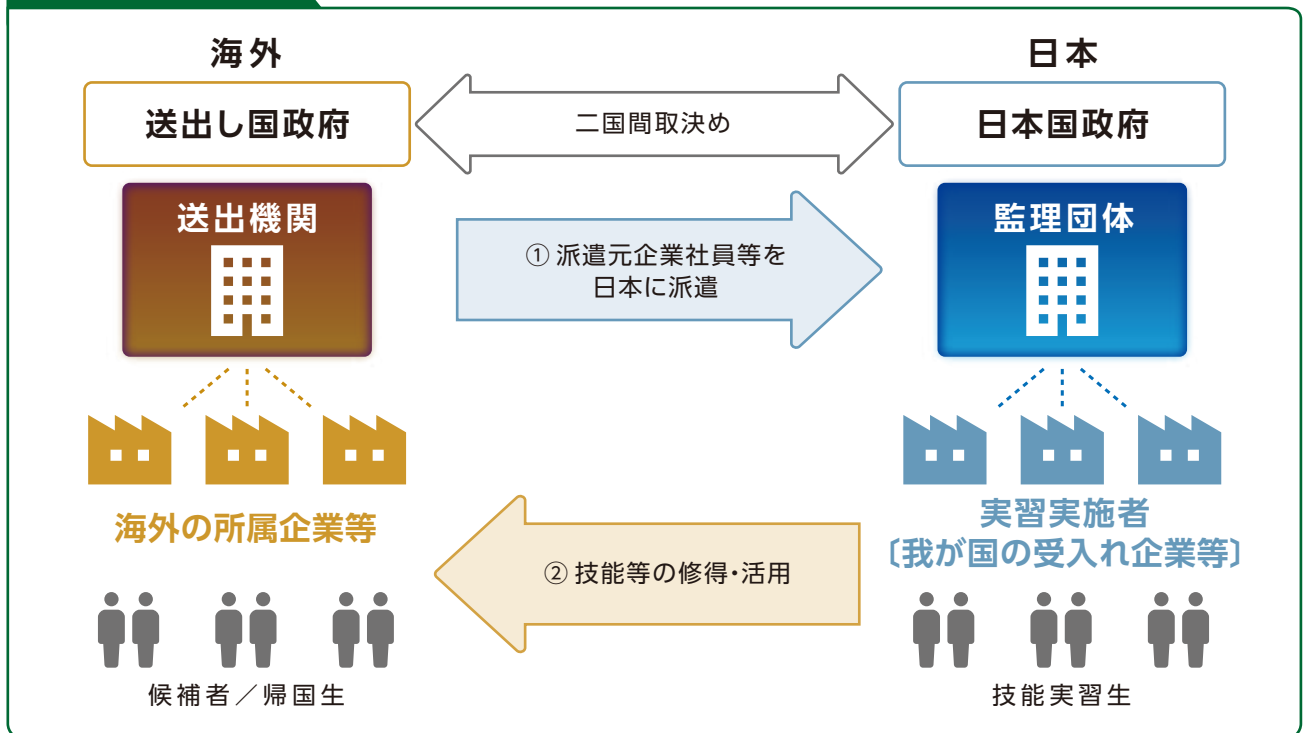 海外
日本
送出し国政府
二国間取決め
日本国政府
送出機関
監理団体
① 派遣元企業社員等を
日本に派遣
海外の所属企業等
実習実施者
〔我が国の受入れ企業等〕
② 技能等の修得・活用
候補者／帰国生
技能実習生